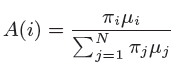 A(i) = \frac{\pi_i \mu_i}{\sum_{j=1}^{N} \pi_j \mu_j}